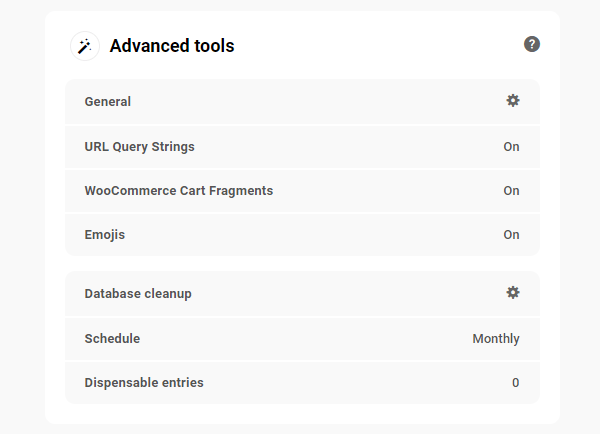 Advanced tools
?
General
URL Query Strings On
WooCommerce Cart Fragments On
Emojis On
Database cleanup
Schedule Monthly
Dispensable entries 0